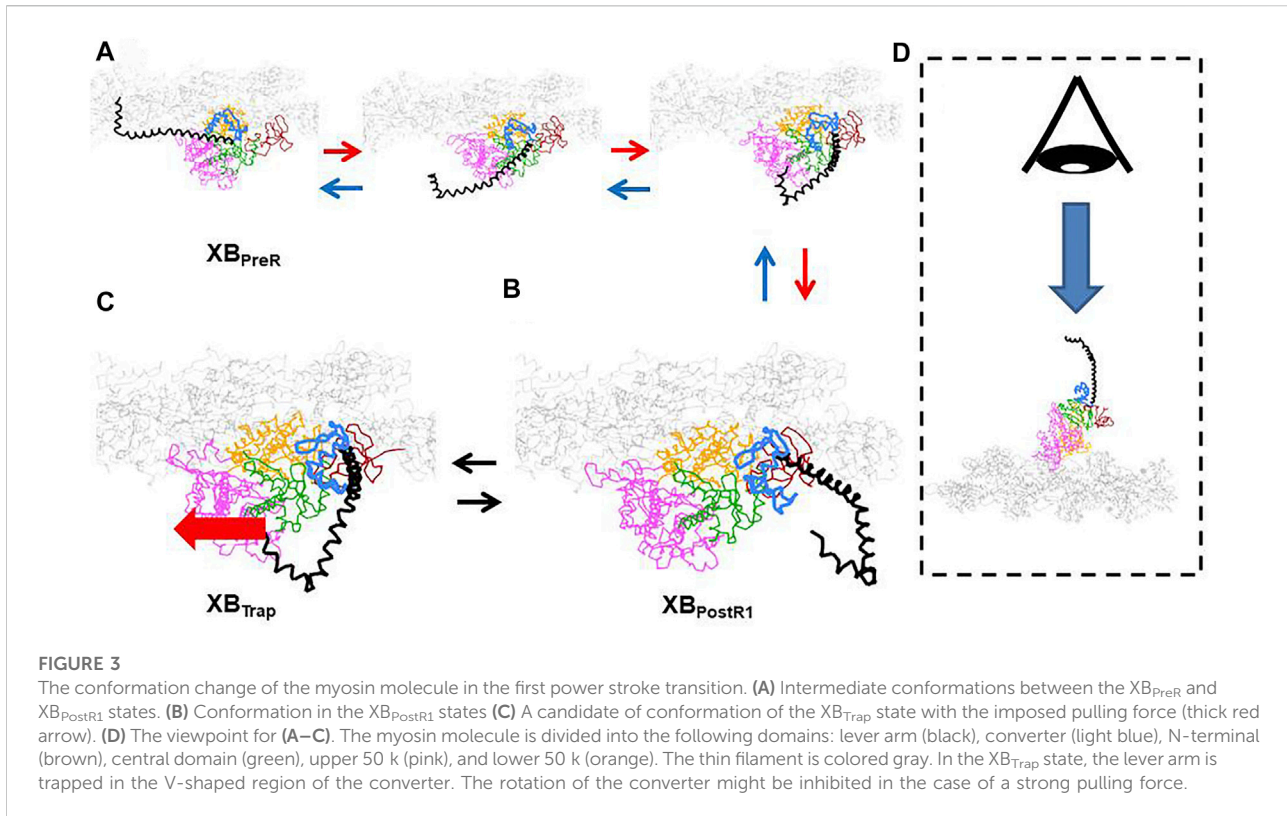 A
D
XBPreR
C
B
XBTrap
XBPostR1
FIGURE 3
The conformation change of the myosin molecule in the first power stroke transition. (A) Intermediate conformations between the XBPreR and
XBPostR1 states. (B) Conformation in the XBPostR1 states (C) A candidate of conformation of the XBTrap state with the imposed pulling force (thick red
arrow). (D) The viewpoint for (A–C). The myosin molecule is divided into the following domains: lever arm (black), converter (light blue), N-terminal
(brown), central domain (green), upper 50 k (pink), and lower 50 k (orange). The thin filament is colored gray. In the XBTrap state, the lever arm is
trapped in the V-shaped region of the converter. The rotation of the converter might be inhibited in the case of a strong pulling force.